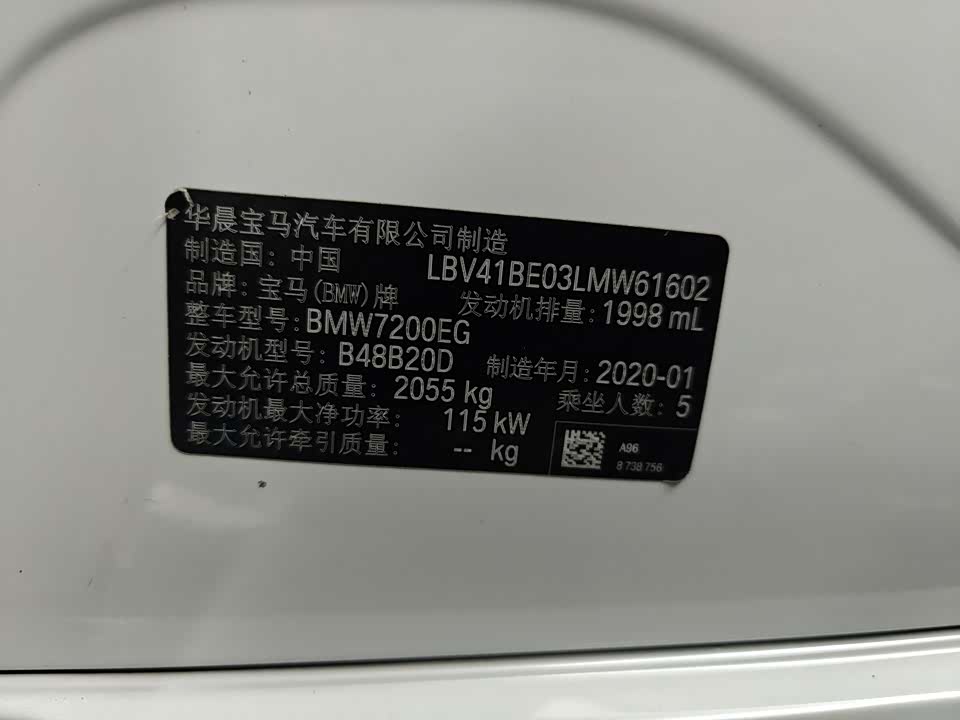 华晨宝马汽车有限公司制造
制造国：中国 LBV41BE03LMW61602
品牌：宝马(BMW)牌 发动机排量：1998 mL
整车型号：BMW7200EG
发动机型号：B48B20D 制造年月：2020-01
最大允许总质量：2055 kg 乘坐人数：5
发动机最大净功率：115 kW
最大允许牵引质量：-- kg
A96
8 738 756